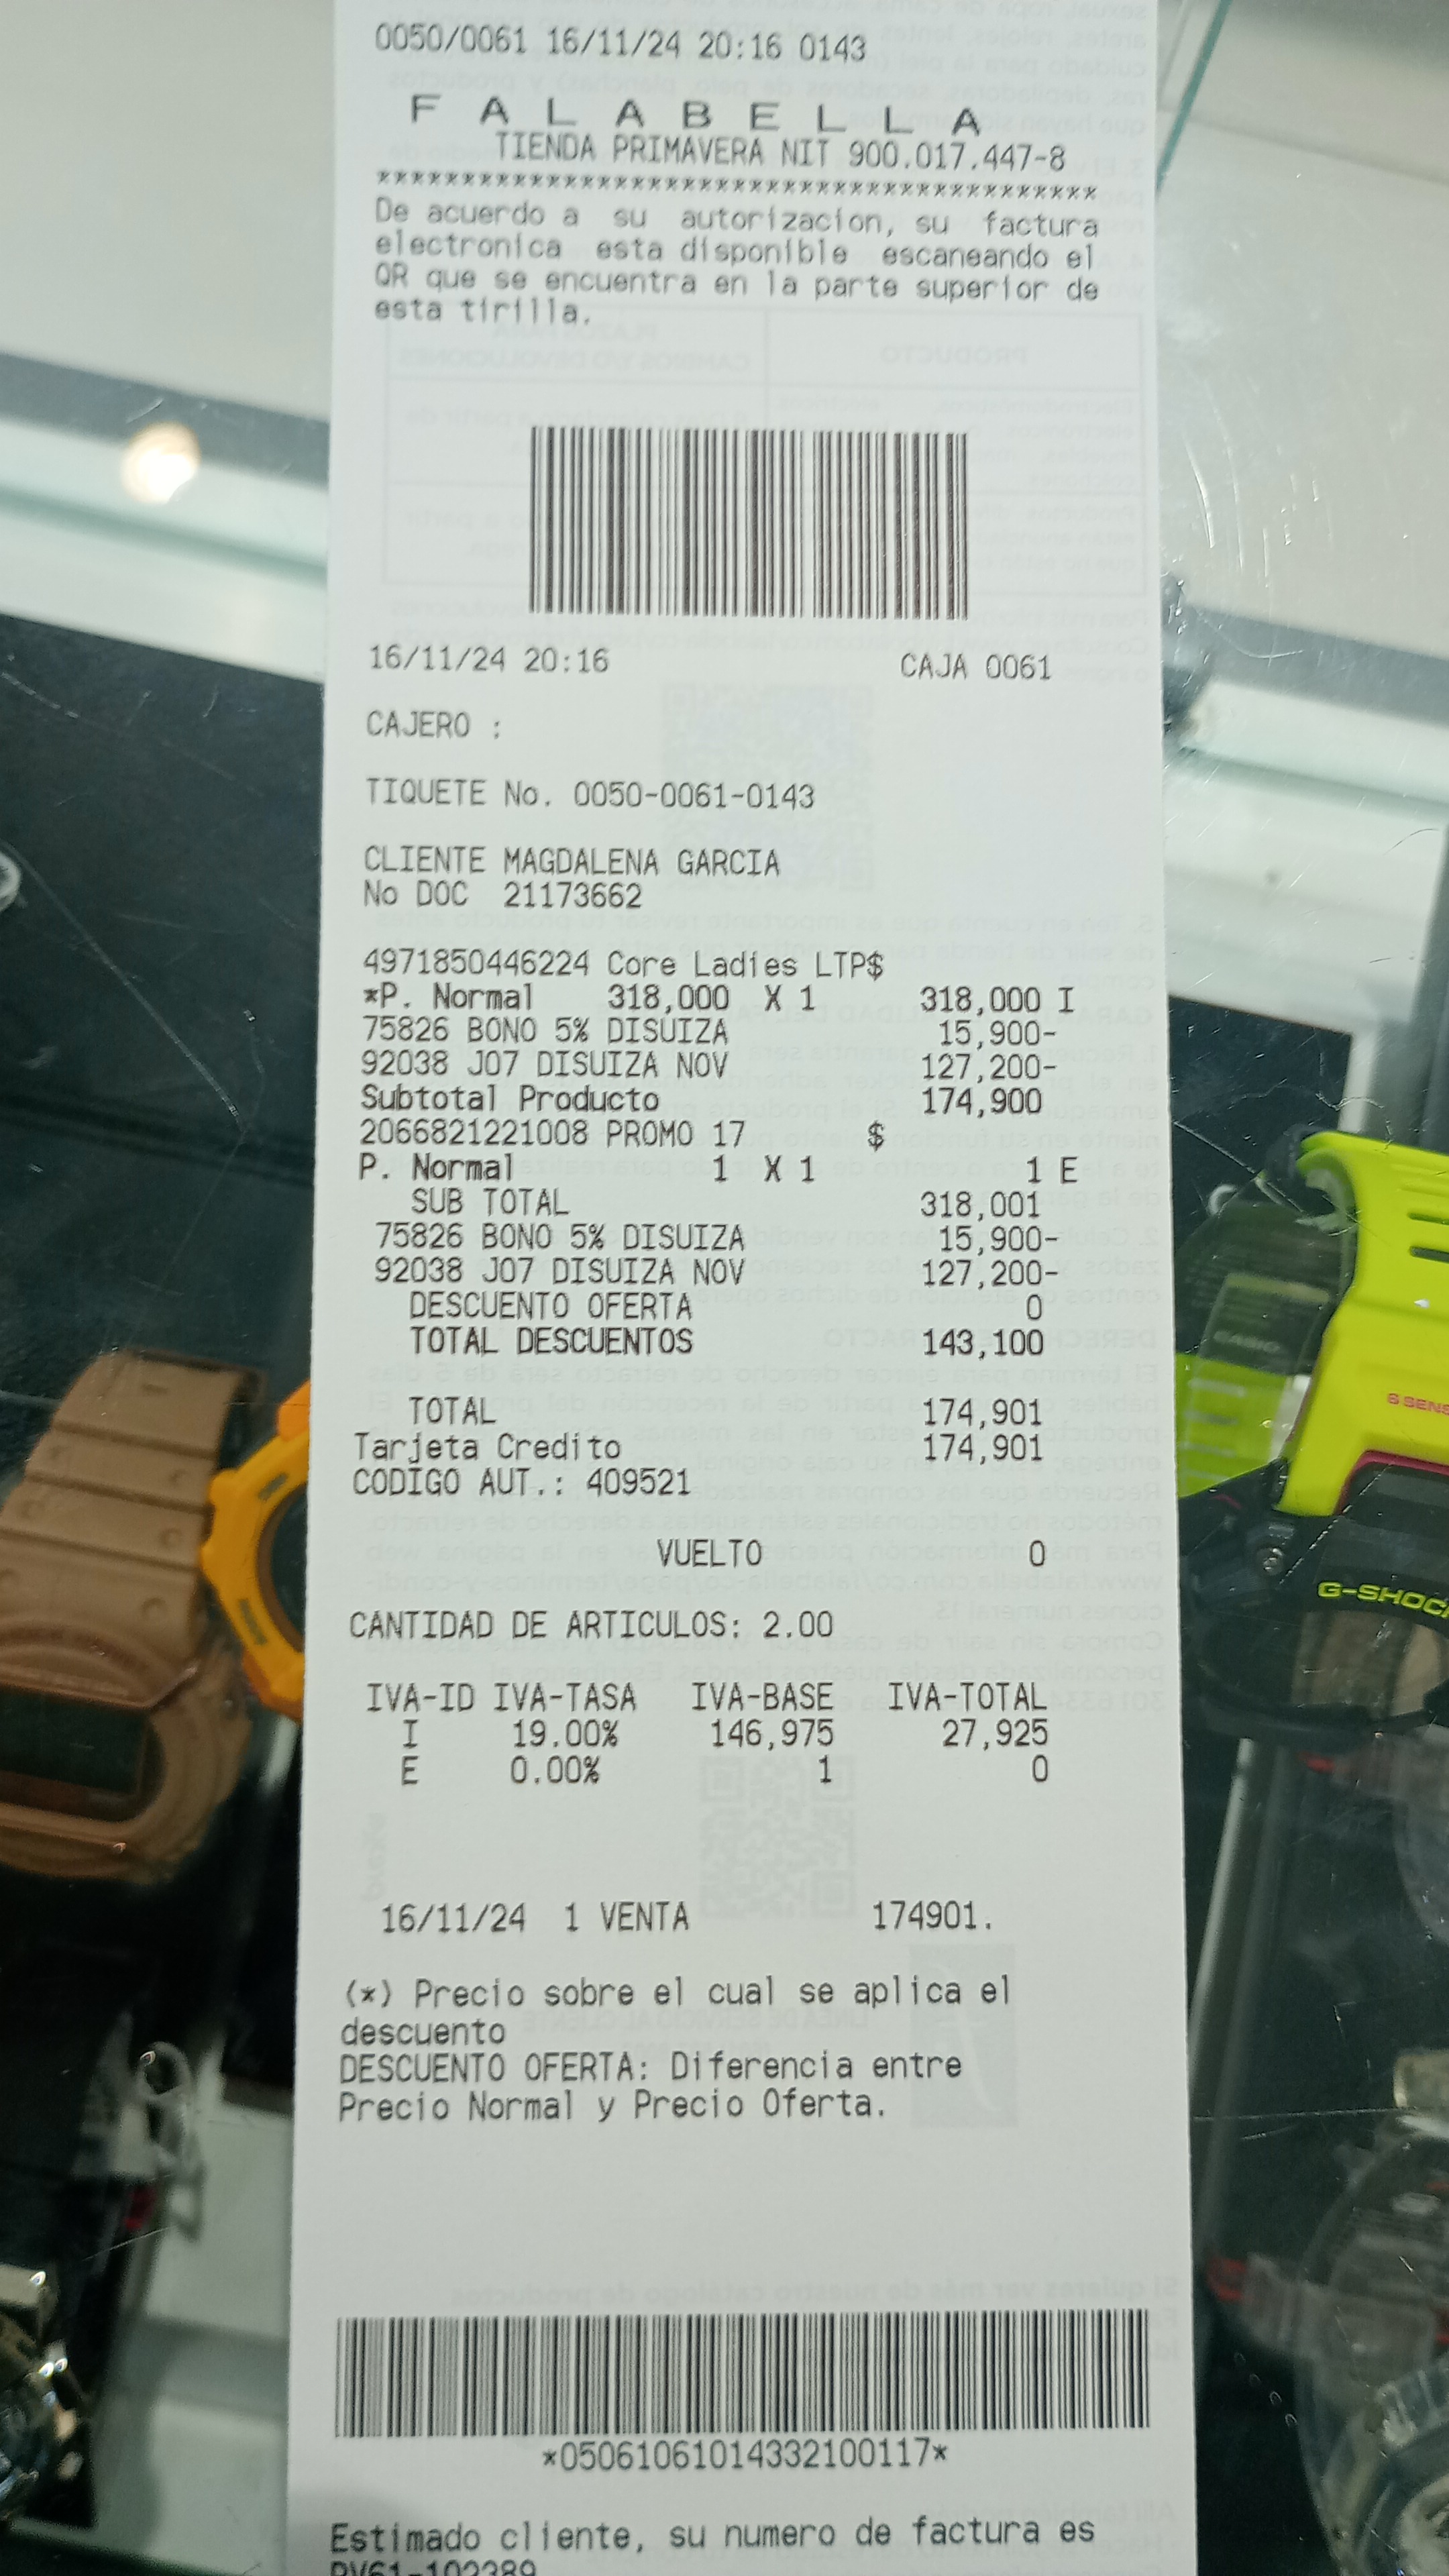 0050/0061 16/11/24 20:16 0143
F A L A B E L L A
TIENDA PRIMAVERA NIT 900.017.447-8
******************************************
De acuerdo a su autorizacion, su factura
electronica esta disponible escaneando el
QR que se encuentra en la parte superior de
esta tirilla.
16/11/24 20:16 CAJA 0061
CAJERO :
TIQUETE No. 0050-0061-0143
CLIENTE MAGDALENA GARCIA
No DOC 21173662
4971850446224 Core Ladies LTP$
*P. Normal 318,000 X 1 318,000 I
75826 BONO 5% DISUIZA 15,900-
92038 J07 DISUIZA NOV 127,200-
Subtotal Producto 174,900
2066821221008 PROMO 17 $
P. Normal 1 X 1 1 E
SUB TOTAL 318,001
75826 BONO 5% DISUIZA 15,900-
92038 J07 DISUIZA NOV 127,200-
DESCUENTO OFERTA 0
TOTAL DESCUENTOS 143,100
TOTAL 174,901
Tarjeta Credito 174,901
CODIGO AUT.: 409521
VUELTO 0
CANTIDAD DE ARTICULOS: 2.00
IVA-ID IVA-TASA IVA-BASE IVA-TOTAL
I 19.00% 146,975 27,925
E 0.00% 1 0
16/11/24 1 VENTA 174901.
(*) Precio sobre el cual se aplica el
descuento
DESCUENTO OFERTA: Diferencia entre
Precio Normal y Precio Oferta.
*05061061014332100117*
Estimado cliente, su numero de factura es
PV61-102389
CASIO
G-SHOCK